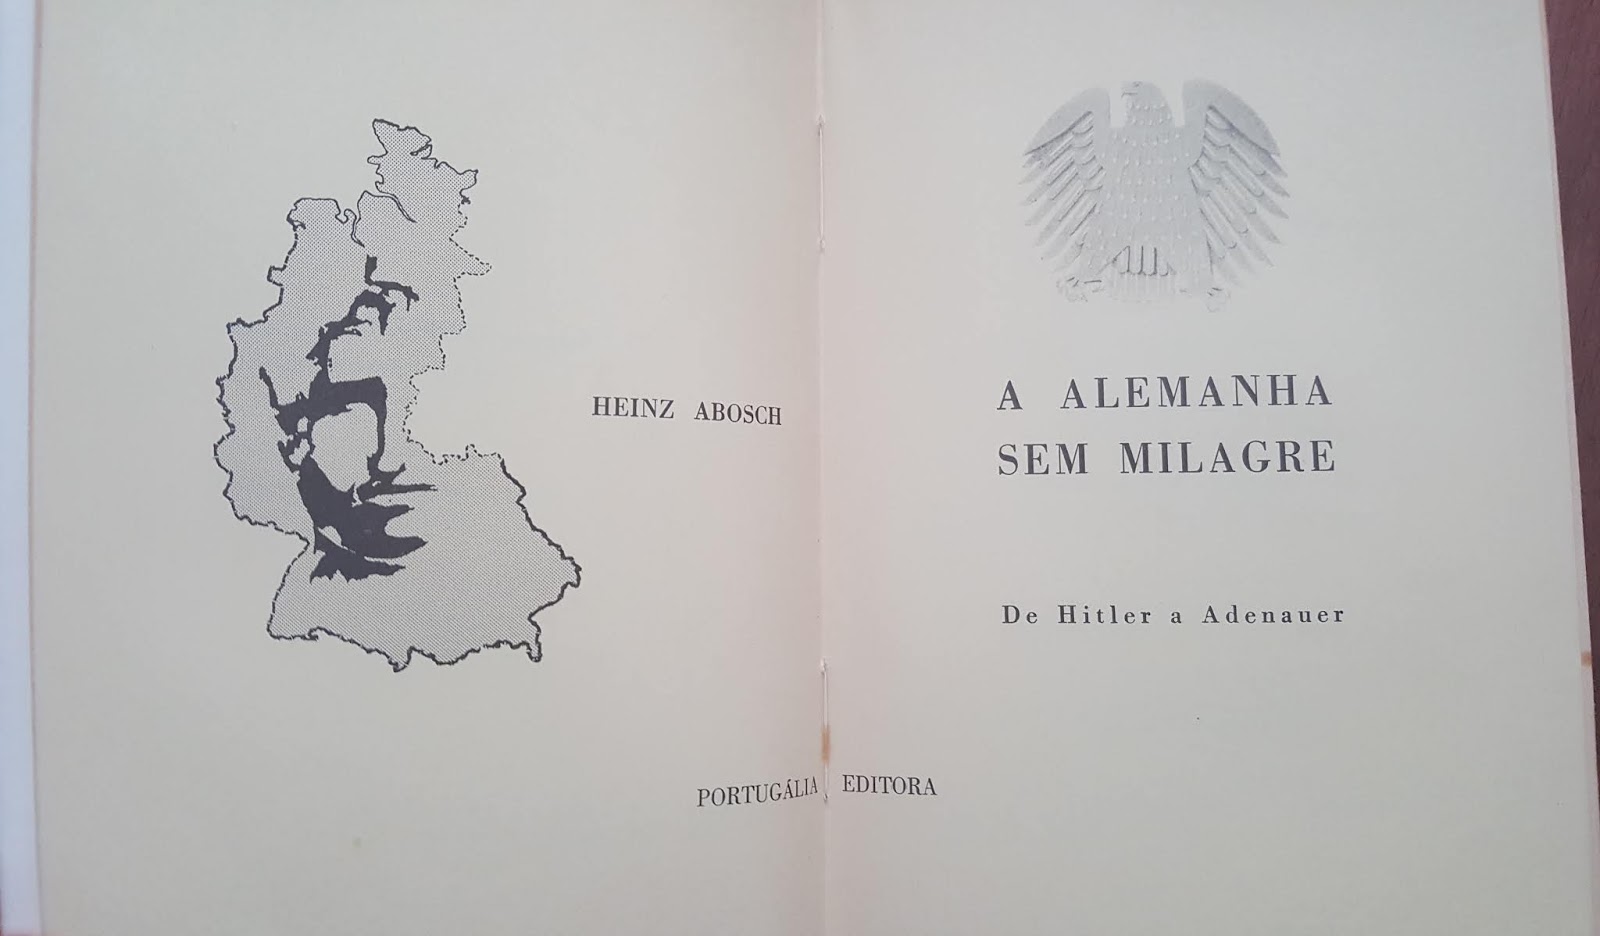 HEINZ ABOSCH
A ALEMANHA
SEM MILAGRE
De Hitler a Adenauer
PORTUGÁLIA EDITORA